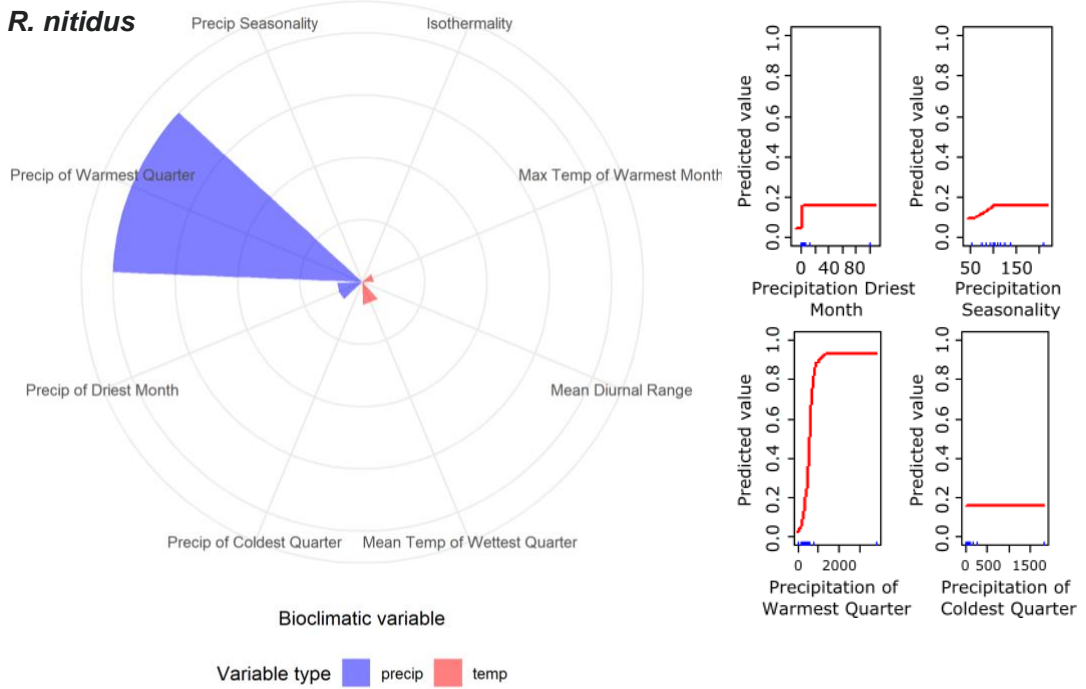 R. nitidus
Precip Seasonality
Isothermality
Precip of Warmest Quarter
Max Temp of Warmest Month
Precip of Driest Month
Mean Diurnal Range
Precip of Coldest Quarter
Mean Temp of Wettest Quarter
Bioclimatic variable
Variable type precip temp
Predicted value
0.0 0.2 0.4 0.6 0.8 1.0
0 40 80
Precipitation Driest
Month
Predicted value
0.0 0.2 0.4 0.6 0.8 1.0
50 150
Precipitation
Seasonality
Predicted value
0.0 0.2 0.4 0.6 0.8 1.0
0 2000
Precipitation of
Warmest Quarter
Predicted value
0.0 0.2 0.4 0.6 0.8 1.0
0 500 1500
Precipitation of
Coldest Quarter